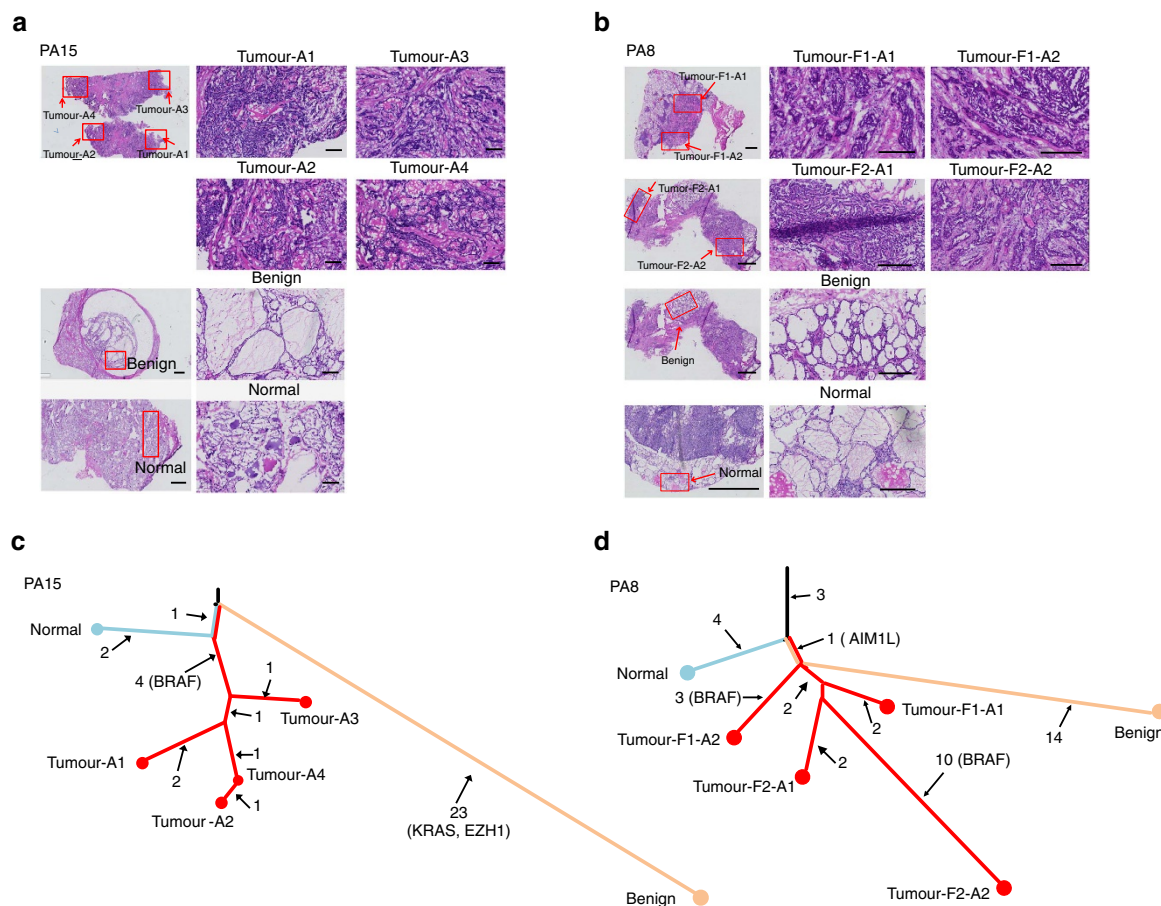 a
PA15
Tumour-A1
Tumour-A3
Tumour-A4
Tumour-A3
Tumour-A2
Tumour-A1
Tumour-A2
Tumour-A4
Benign
Benign
Normal
Normal
b
PA8
Tumour-F1-A1
Tumour-F1-A2
Tumour-F1-A1
Tumour-F1-A2
Tumour-F2-A1
Tumour-F2-A2
Tumor-F2-A1
Tumour-F2-A2
Benign
Benign
Normal
Normal
c
PA15
1
Normal
2
4 (BRAF)
1
Tumour-A3
1
Tumour-A1
2
1
Tumour-A4
1
Tumour -A2
23
(KRAS, EZH1)
Benign
d
PA8
3
4
1 ( AIM1L)
Normal
3 (BRAF)
2
Tumour-F1-A1
2
Tumour-F1-A2
14
Benign
2
10 (BRAF)
Tumour-F2-A1
Tumour-F2-A2